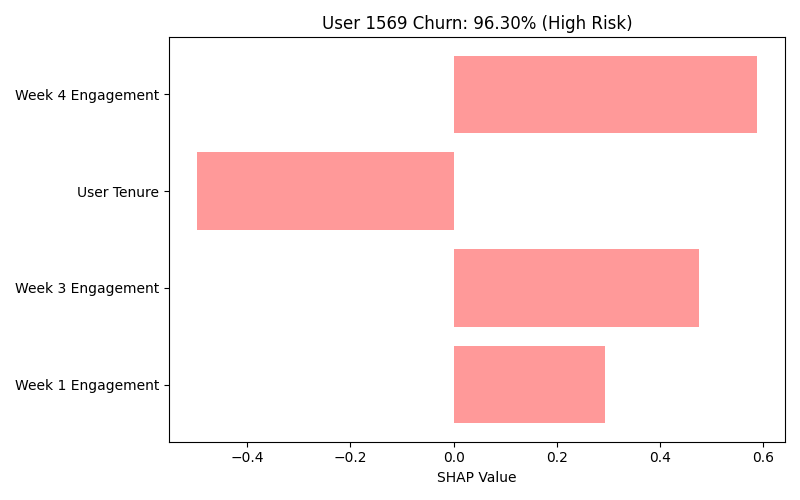 User 1569 Churn: 96.30% (High Risk)
Week 4 Engagement
User Tenure
Week 3 Engagement
Week 1 Engagement
−0.4 −0.2 0.0 0.2 0.4 0.6
SHAP Value